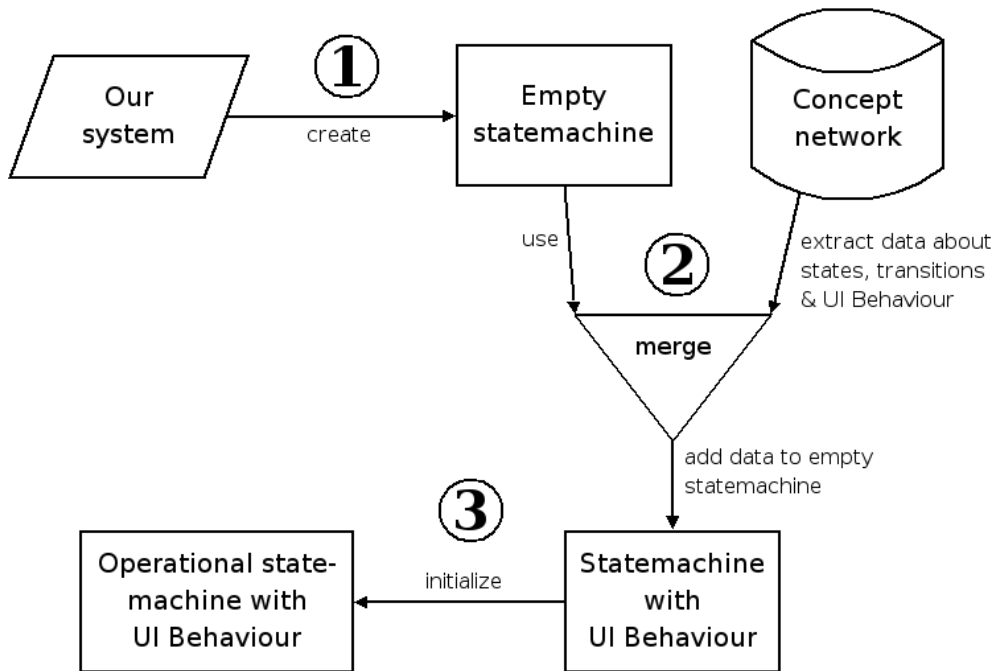 1
Our
system
create
Empty
statemachine
Concept
network
use
2
extract data about
states, transitions
& UI Behaviour
merge
add data to empty
statemachine
3
Operational state-
machine with
UI Behaviour
initialize
Statemachine
with
UI Behaviour